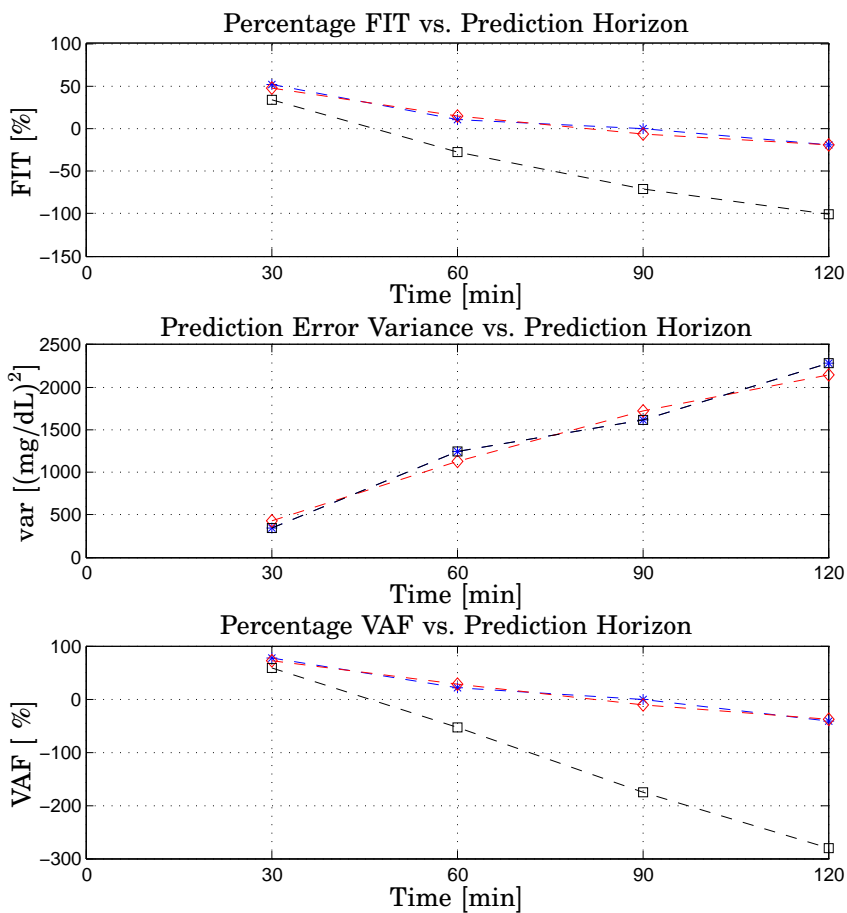 Percentage FIT vs. Prediction Horizon
100
50
0
−50
−100
−150
FIT [%]
0 30 60 90 120
Time [min]
Prediction Error Variance vs. Prediction Horizon
2500
2000
1500
1000
500
0
var [(mg/dL)²]
0 30 60 90 120
Time [min]
Percentage VAF vs. Prediction Horizon
100
0
−100
−200
−300
VAF [ %]
0 30 60 90 120
Time [min]